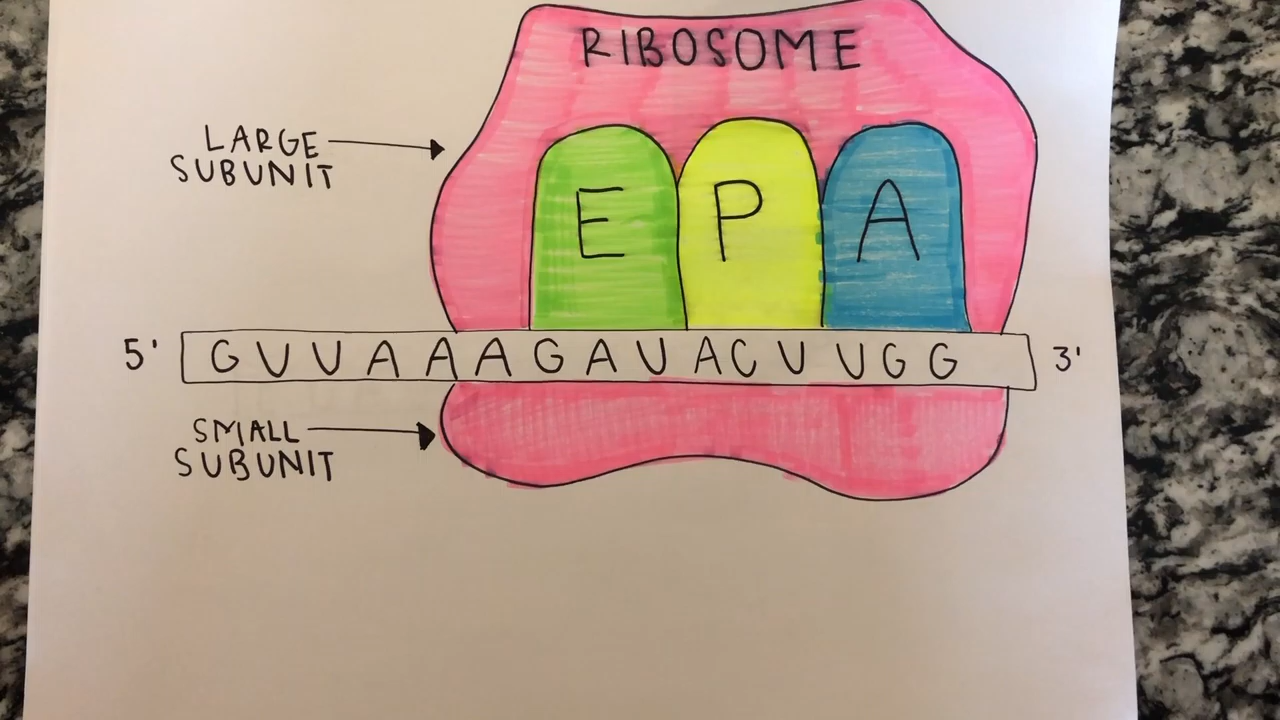 RIBOSOME
LARGE
SUBUNIT
E P A
5' GUUAAAGAUACUUGG 3'
SMALL
SUBUNIT